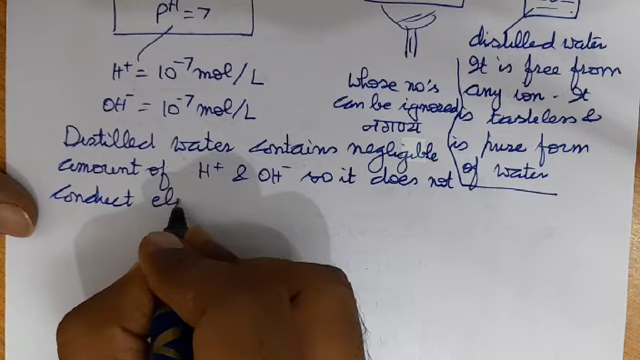 pH = 7
H+ = 10-7 mol/L
OH- = 10-7 mol/L
whose no's
can be ignored
नगण्य
distilled water
It is free from
any ion. It
is tasteless &
is pure form
of water
Distilled water contains negligible
amount of H+ & OH- so it does not
conduct el